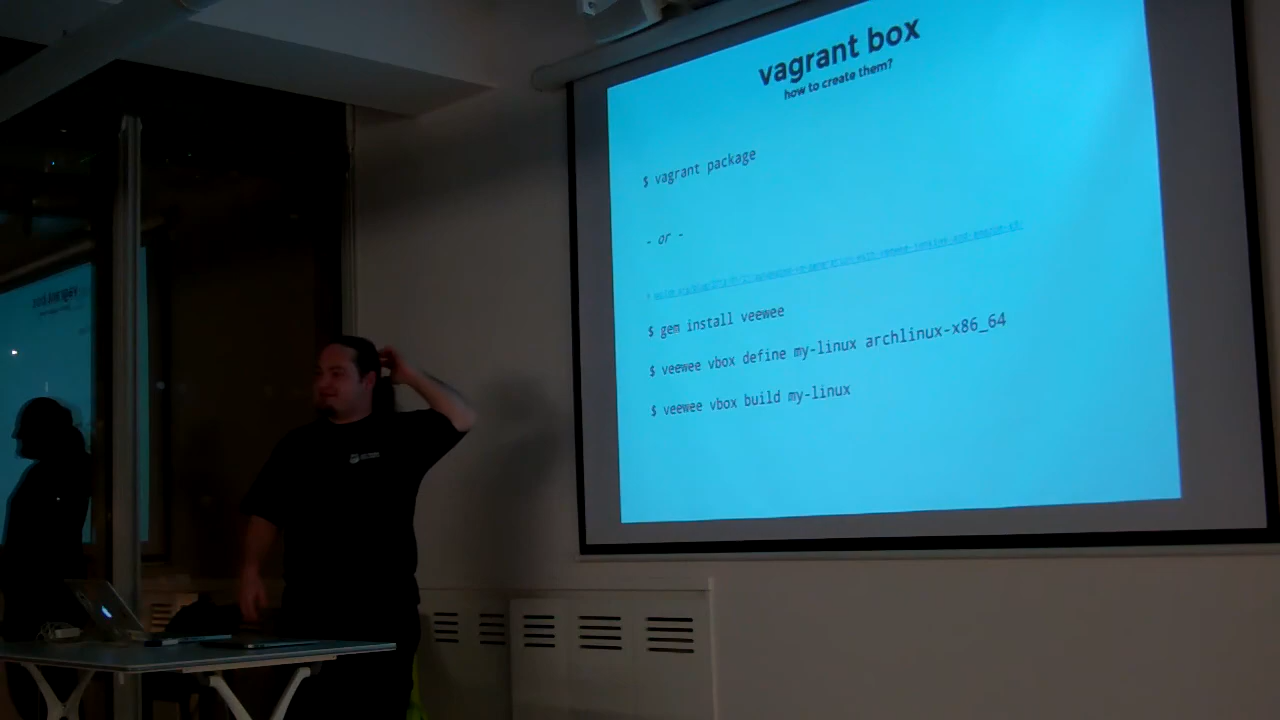 vagrant box
how to create them?
$ vagrant package
- or -
$ gem install veewee
$ veewee vbox define my-linux archlinux-x86_64
$ veewee vbox build my-linux